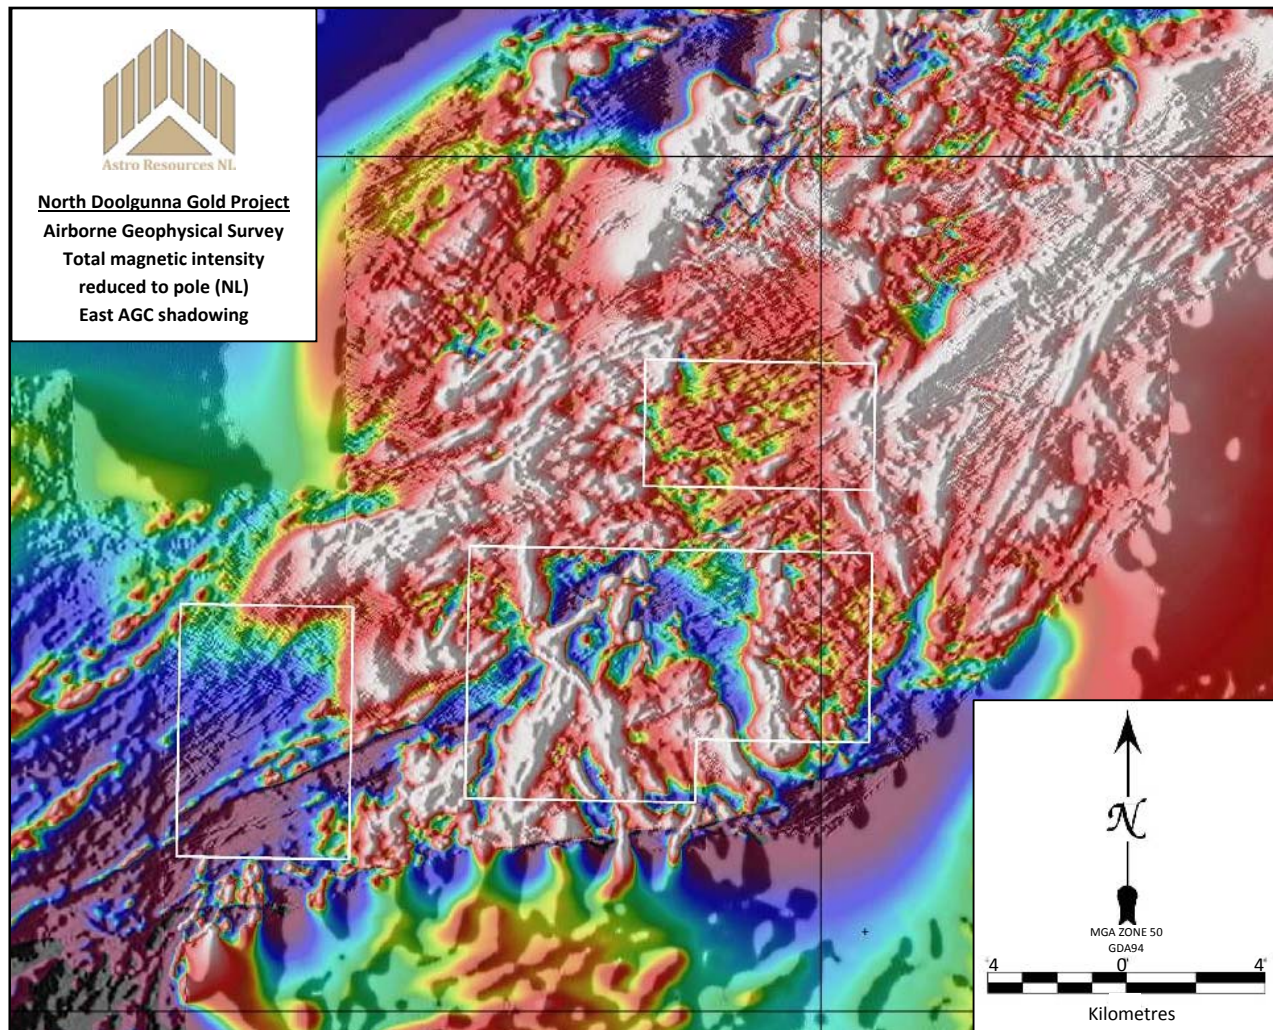 Astro Resources NL
North Doolgunna Gold Project
Airborne Geophysical Survey
Total magnetic intensity
reduced to pole (NL)
East AGC shadowing
N
MGA ZONE 50
GDA94
4 0 4
Kilometres